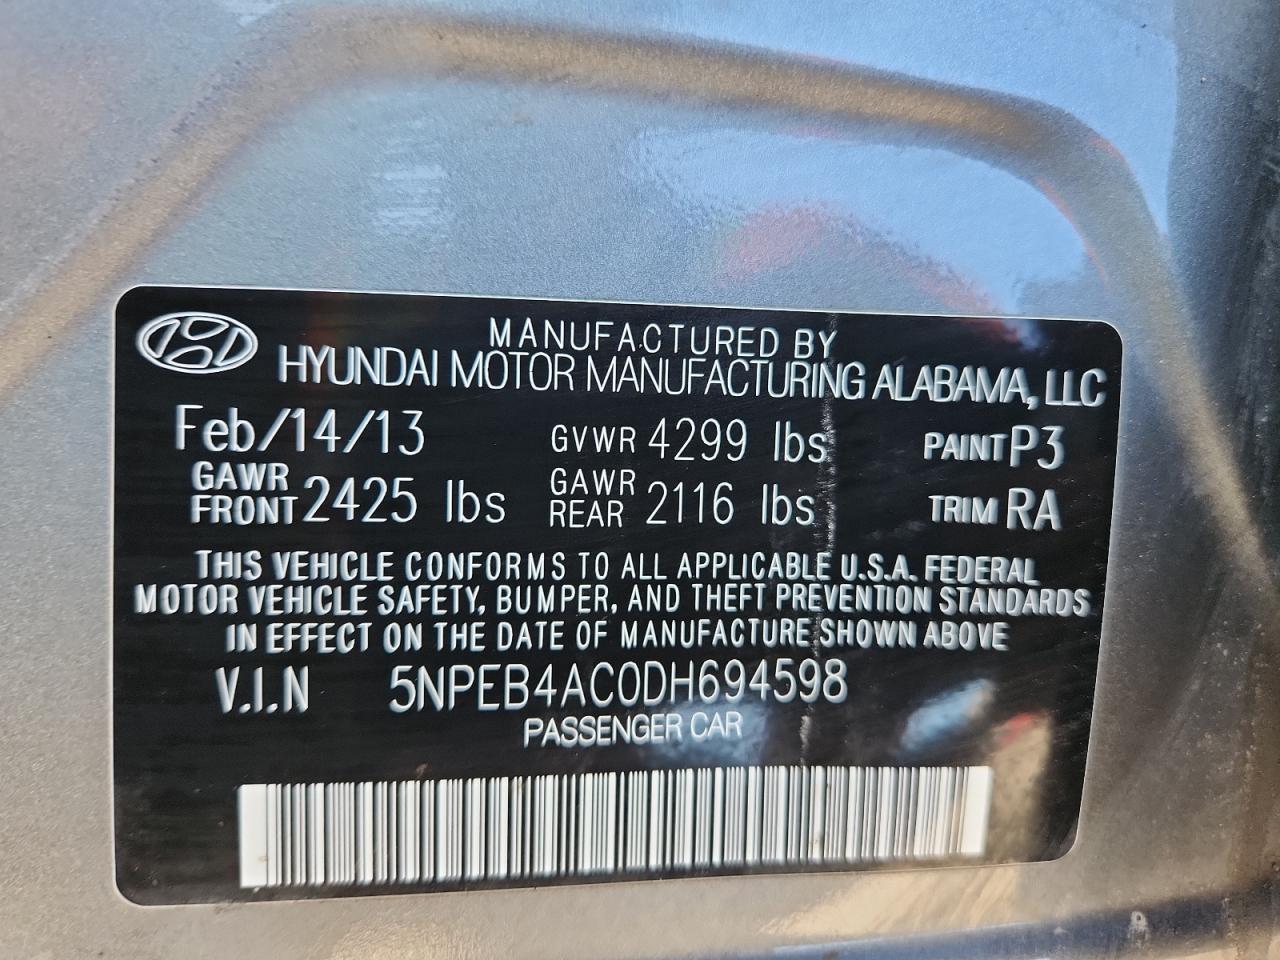 MANUFACTURED BY
HYUNDAI MOTOR MANUFACTURING ALABAMA, LLC
Feb/14/13 GVWR 4299 lbs PAINT P3
GAWR FRONT 2425 lbs GAWR REAR 2116 lbs TRIM RA
THIS VEHICLE CONFORMS TO ALL APPLICABLE U.S.A. FEDERAL
MOTOR VEHICLE SAFETY, BUMPER, AND THEFT PREVENTION STANDARDS
IN EFFECT ON THE DATE OF MANUFACTURE SHOWN ABOVE
V.I.N 5NPEB4AC0DH694598
PASSENGER CAR